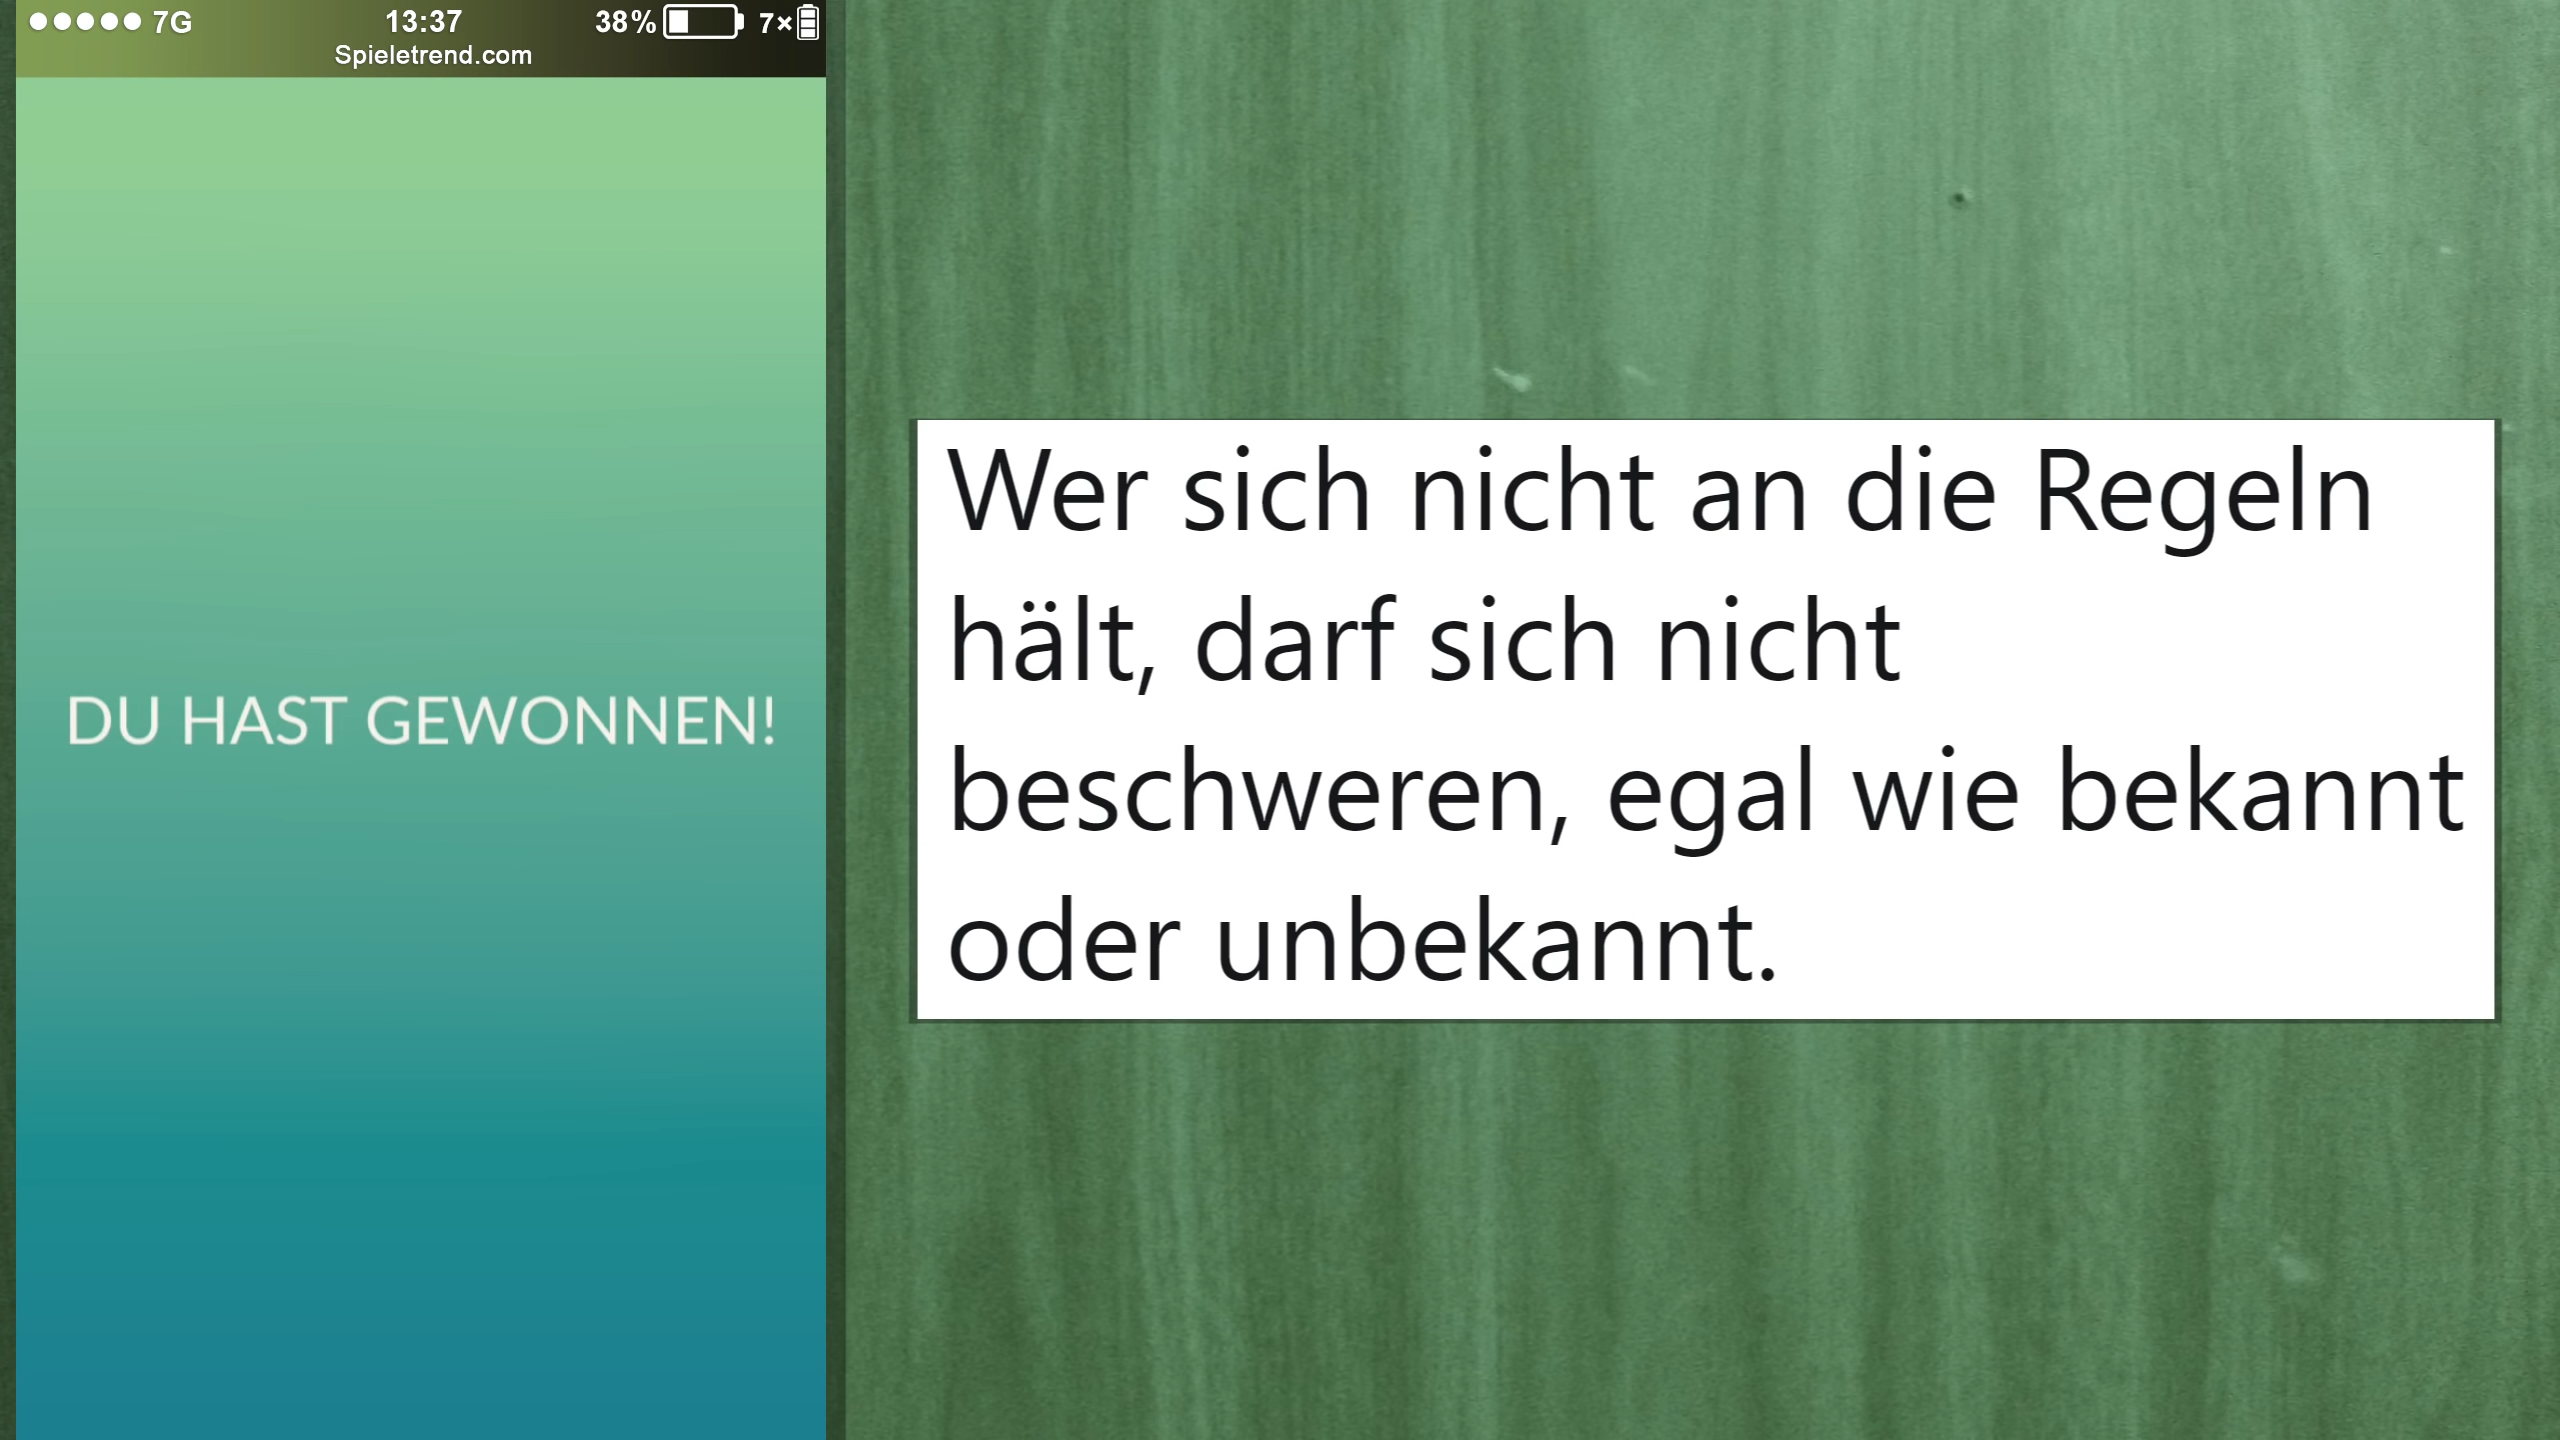 7G 13:37 38% 7×
Spieletrend.com
DU HAST GEWONNEN!
Wer sich nicht an die Regeln
hält, darf sich nicht
beschweren, egal wie bekannt
oder unbekannt.